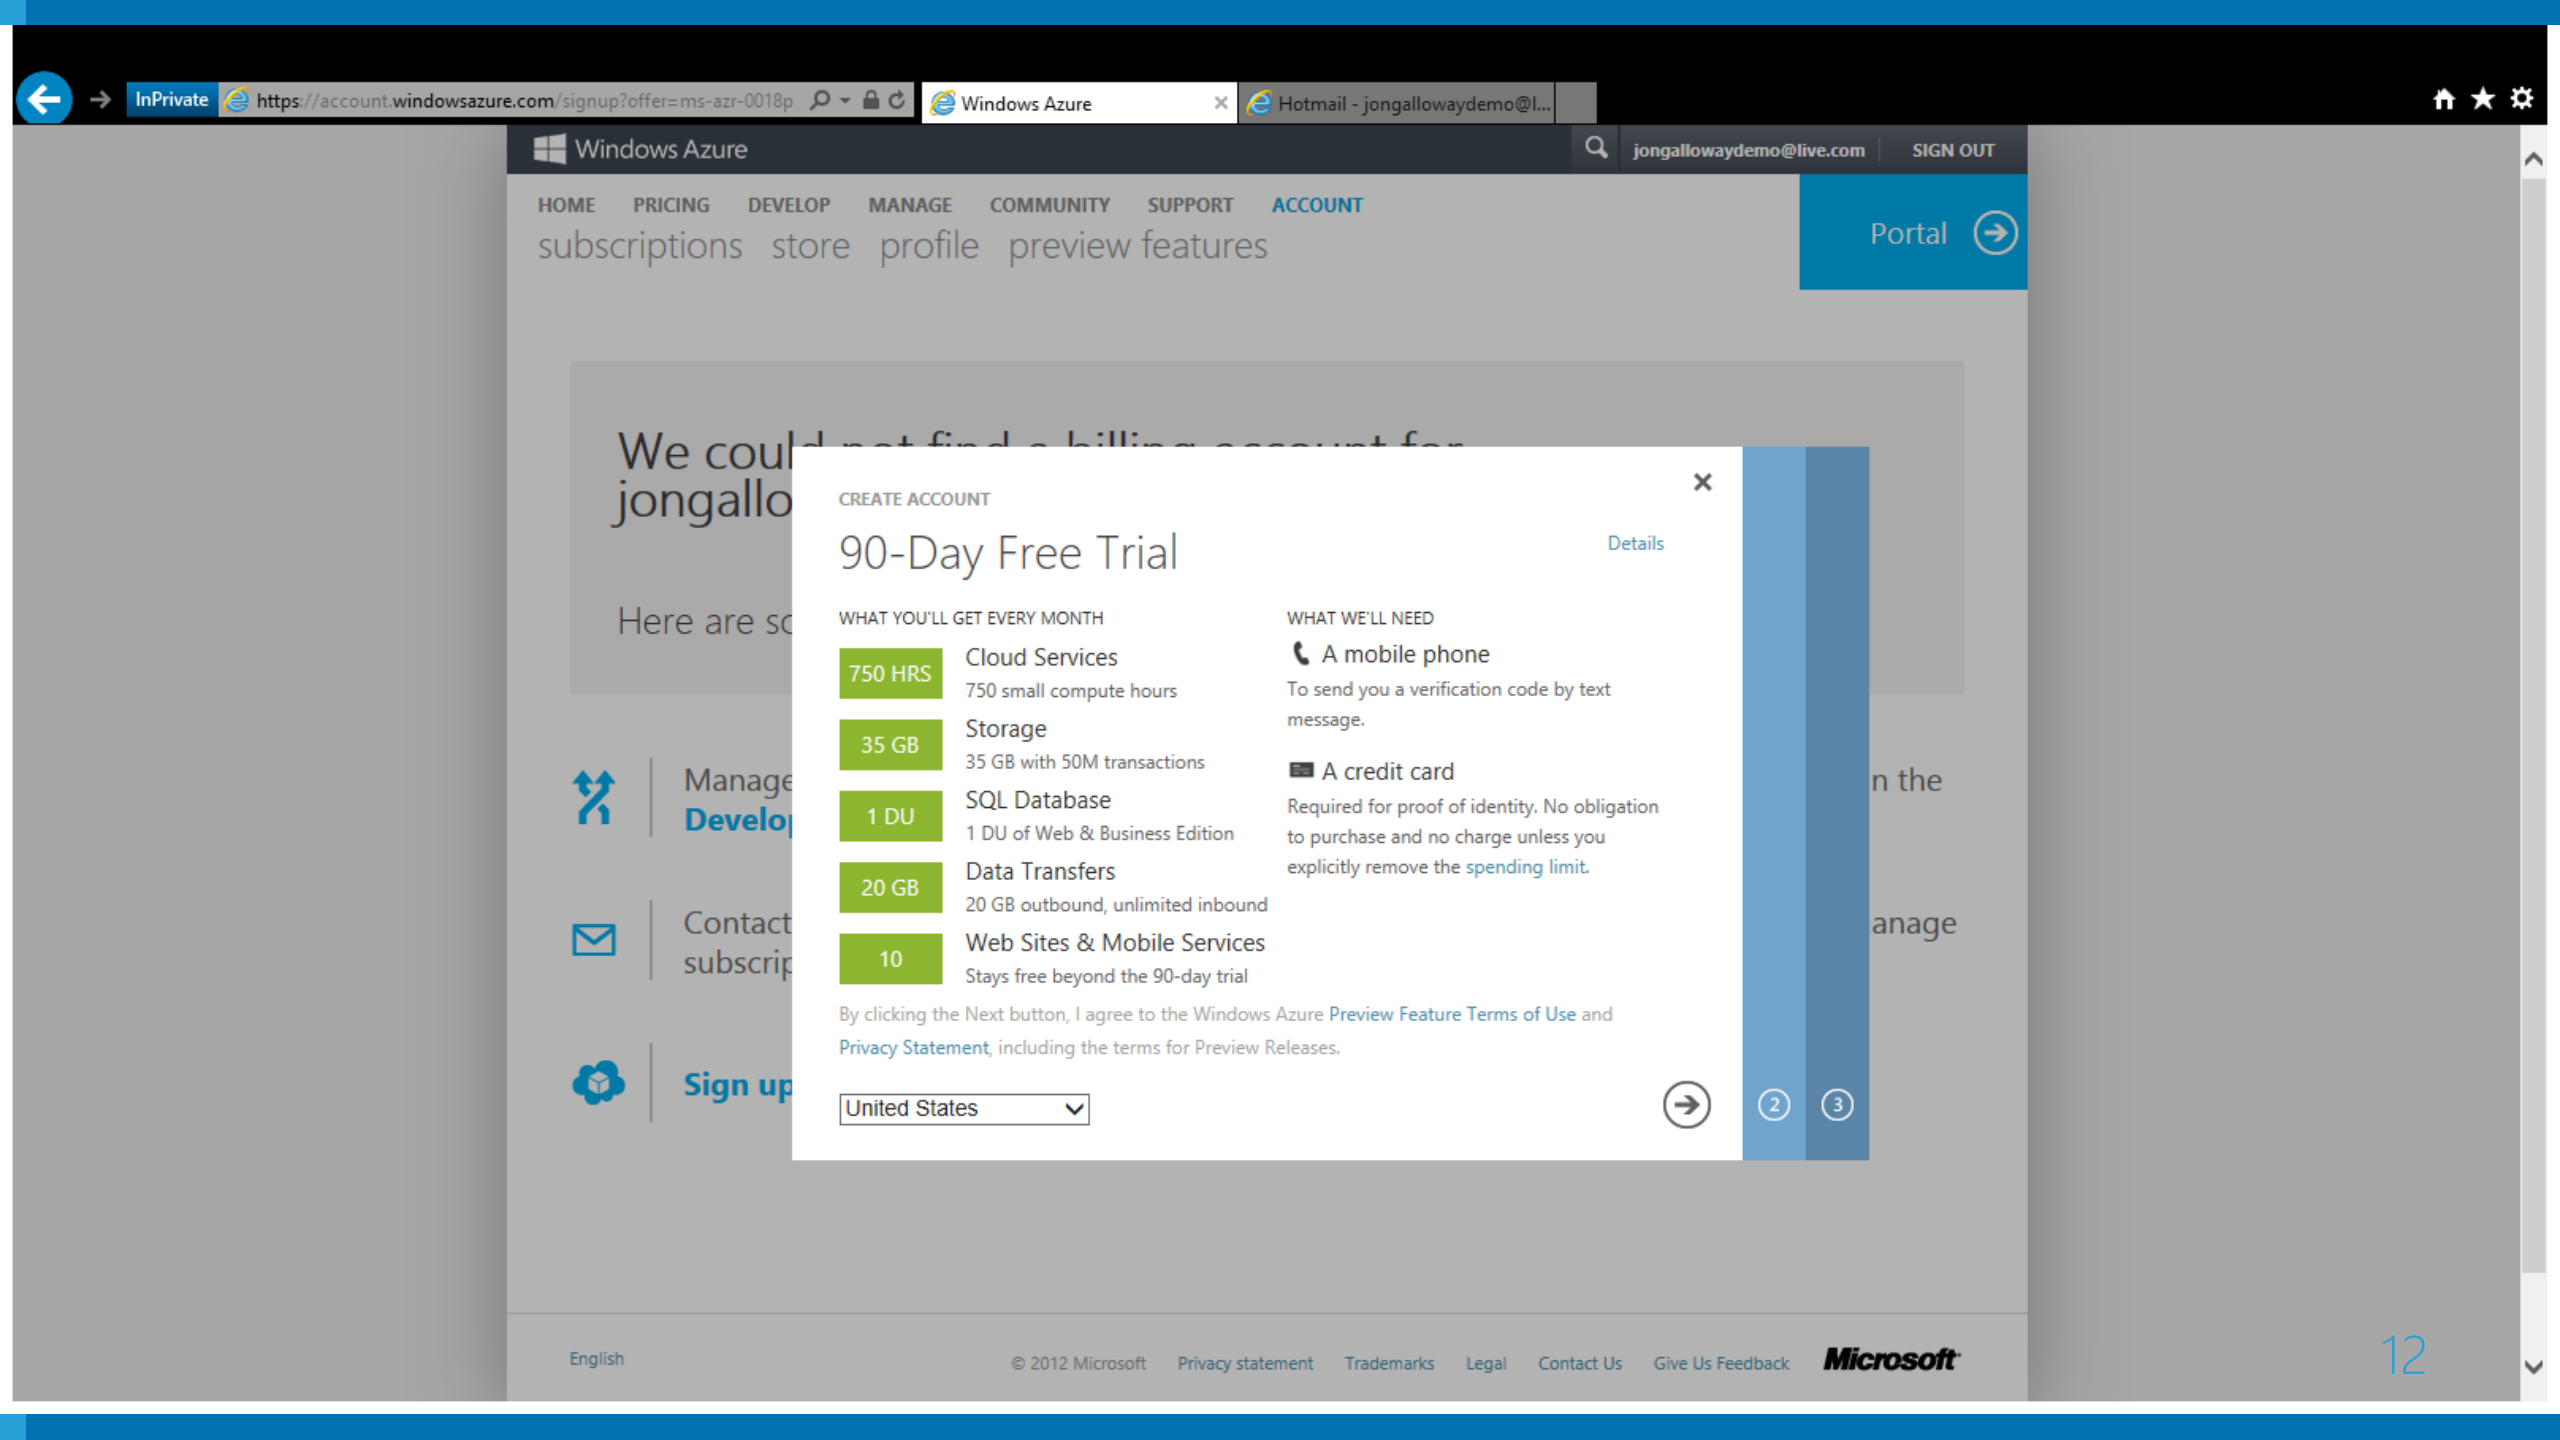 InPrivate https://account.windowsazure.com/signup?offer=ms-azr-0018p Windows Azure Hotmail - jongallowaydemo@l...
Windows Azure jongallowaydemo@live.com SIGN OUT
HOME PRICING DEVELOP MANAGE COMMUNITY SUPPORT ACCOUNT
subscriptions store profile preview features
Portal
We could not find a billing account for
jongallo
Here are so
CREATE ACCOUNT
90-Day Free Trial
Details
WHAT YOU'LL GET EVERY MONTH
750 HRS
Cloud Services
750 small compute hours
35 GB
Storage
35 GB with 50M transactions
1 DU
SQL Database
1 DU of Web & Business Edition
20 GB
Data Transfers
20 GB outbound, unlimited inbound
10
Web Sites & Mobile Services
Stays free beyond the 90-day trial
WHAT WE'LL NEED
A mobile phone
To send you a verification code by text
message.
A credit card
Required for proof of identity. No obligation
to purchase and no charge unless you
explicitly remove the spending limit.
By clicking the Next button, I agree to the Windows Azure Preview Feature Terms of Use and
Privacy Statement, including the terms for Preview Releases.
United States
2 3
Manage
Develop
n the
Contact
subscrip
anage
Sign up
English
© 2012 Microsoft Privacy statement Trademarks Legal Contact Us Give Us Feedback Microsoft
12